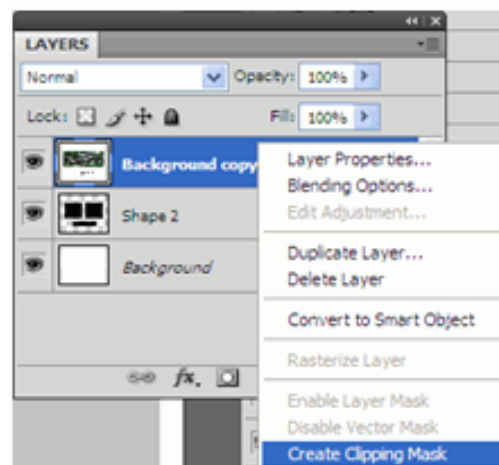 LAYERS
Normal Opacity: 100%
Lock: Fill: 100%
Background copy
Shape 2
Background
fx.
Layer Properties...
Blending Options...
Edit Adjustment...
Duplicate Layer...
Delete Layer
Convert to Smart Object
Rasterize Layer
Enable Layer Mask
Disable Vector Mask
Create Clipping Mask